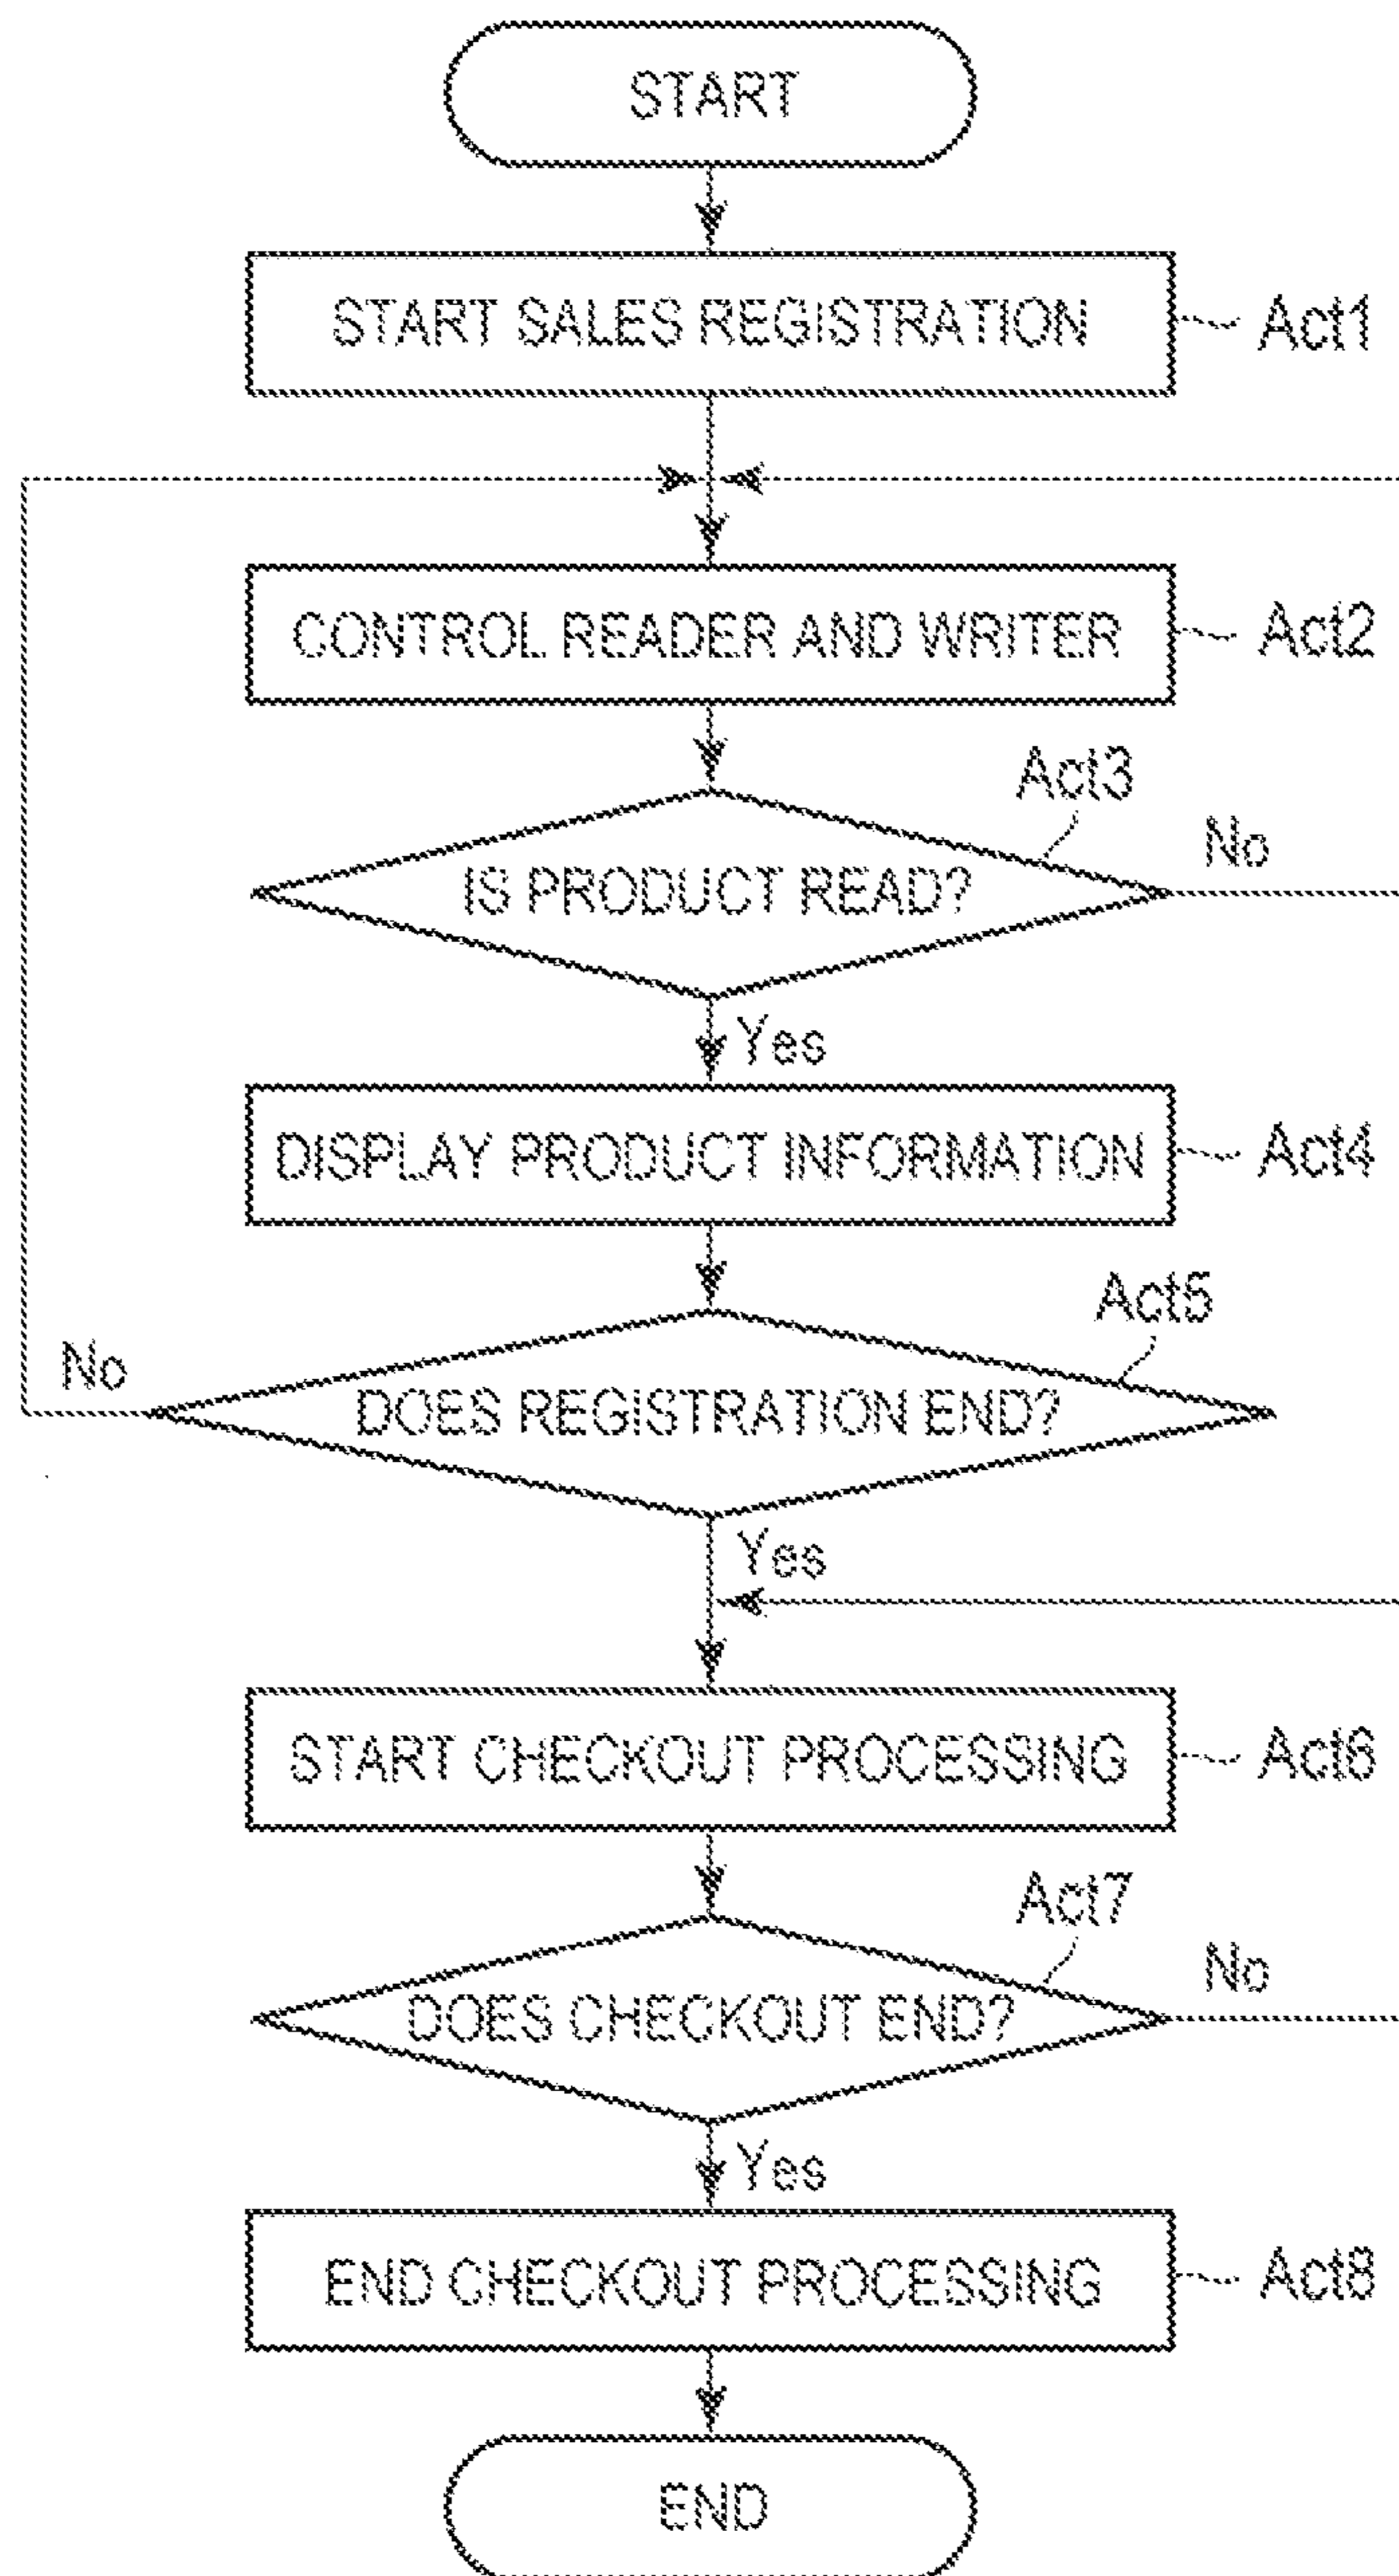 START
START SALES REGISTRATION
Act1
CONTROL READER AND WRITER
Act2
Act3
No
IS PRODUCT READ?
Yes
DISPLAY PRODUCT INFORMATION
Act4
Act5
No
DOES REGISTRATION END?
Yes
START CHECKOUT PROCESSING
Act6
Act7
No
DOES CHECKOUT END?
Yes
END CHECKOUT PROCESSING
Act8
END